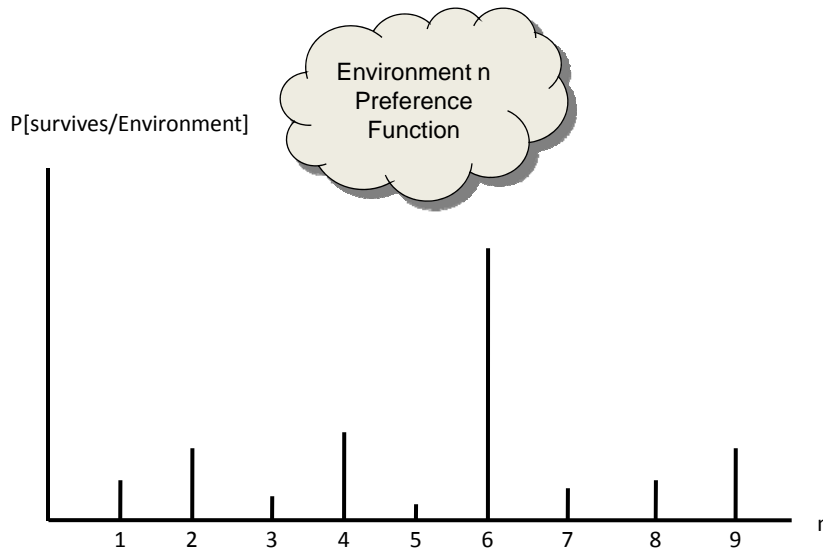 Environment n
Preference
Function
P[survives/Environment]
1 2 3 4 5 6 7 8 9